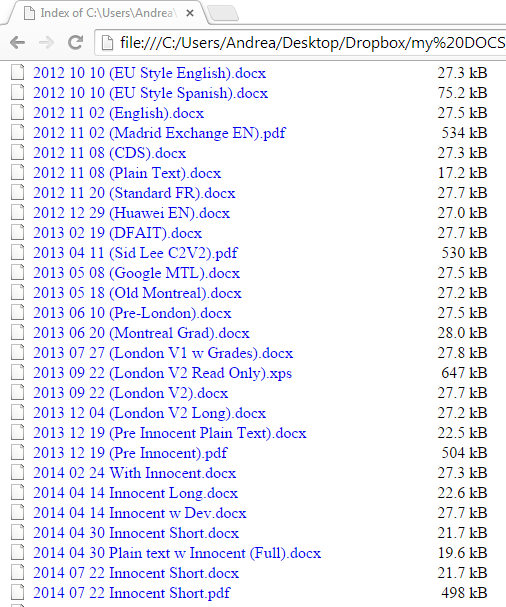 Index of C:\Users\Andrea\
file:///C:/Users/Andrea/Desktop/Dropbox/my%20DOCS
2012 10 10 (EU Style English).docx 27.3 kB
2012 10 10 (EU Style Spanish).docx 75.2 kB
2012 11 02 (English).docx 27.5 kB
2012 11 02 (Madrid Exchange EN).pdf 534 kB
2012 11 08 (CDS).docx 27.3 kB
2012 11 08 (Plain Text).docx 17.2 kB
2012 11 20 (Standard FR).docx 27.7 kB
2012 12 29 (Huawei EN).docx 27.0 kB
2013 02 19 (DFAIT).docx 27.7 kB
2013 04 11 (Sid Lee C2V2).pdf 530 kB
2013 05 08 (Google MTL).docx 27.5 kB
2013 05 18 (Old Montreal).docx 27.2 kB
2013 06 10 (Pre-London).docx 27.5 kB
2013 06 20 (Montreal Grad).docx 28.0 kB
2013 07 27 (London V1 w Grades).docx 27.8 kB
2013 09 22 (London V2 Read Only).xps 647 kB
2013 09 22 (London V2).docx 27.7 kB
2013 12 04 (London V2 Long).docx 27.2 kB
2013 12 19 (Pre Innocent Plain Text).docx 22.5 kB
2013 12 19 (Pre Innocent).pdf 504 kB
2014 02 24 With Innocent.docx 27.3 kB
2014 04 14 Innocent Long.docx 22.6 kB
2014 04 14 Innocent w Dev.docx 27.7 kB
2014 04 30 Innocent Short.docx 21.7 kB
2014 04 30 Plain text w Innocent (Full).docx 19.6 kB
2014 07 22 Innocent Short.docx 21.7 kB
2014 07 22 Innocent Short.pdf 498 kB